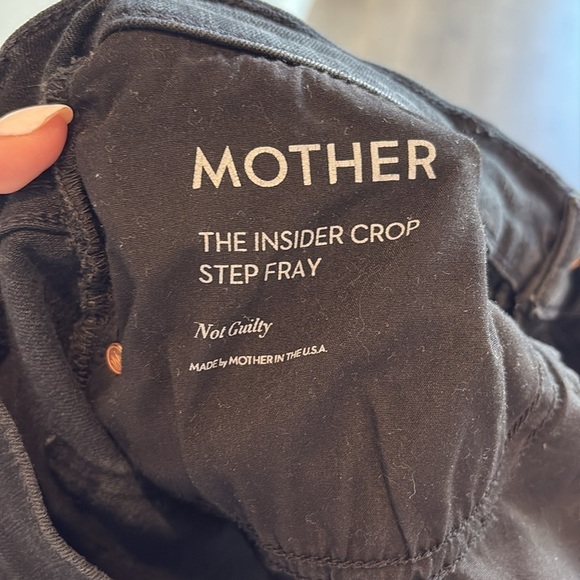 MOTHER
THE INSIDER CROP
STEP FRAY
Not Guilty
MADE by MOTHER IN THE U.S.A.